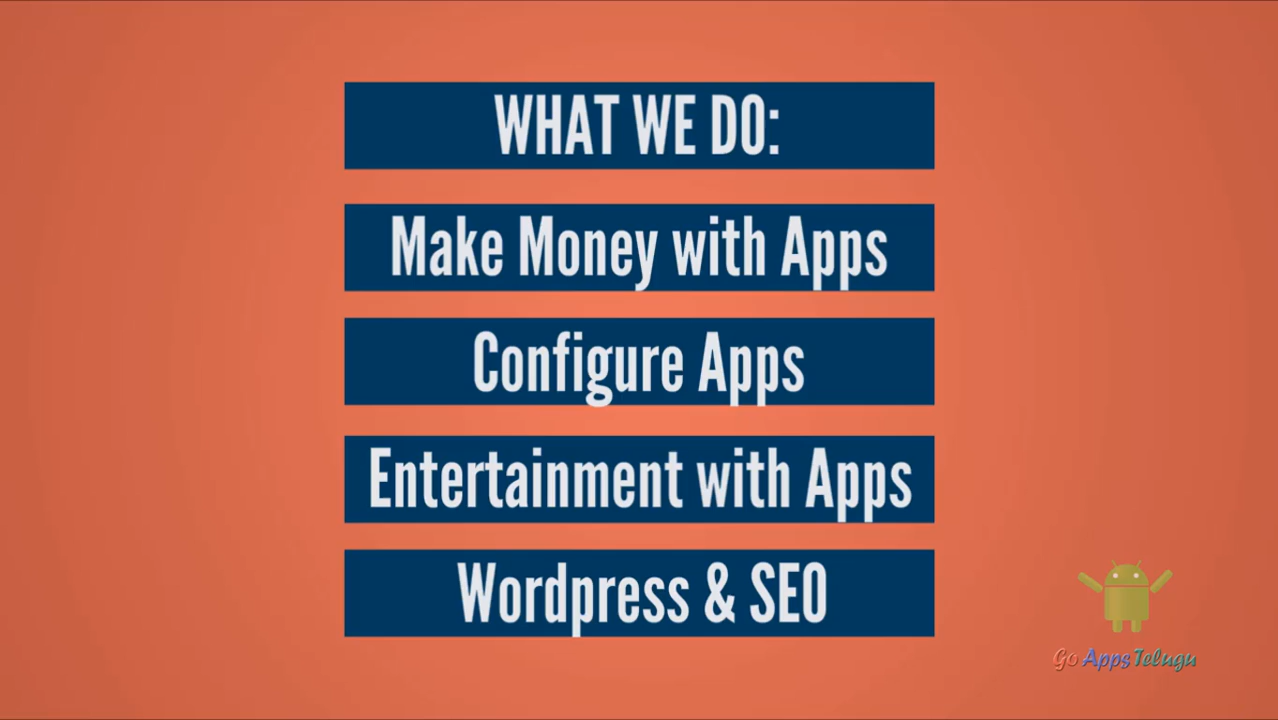 WHAT WE DO:
Make Money with Apps
Configure Apps
Entertainment with Apps
Wordpress & SEO
Go Apps Telugu